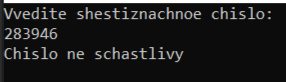 Vvedite shestiznachnoe chislo:
283946
Chislo ne schastlivy